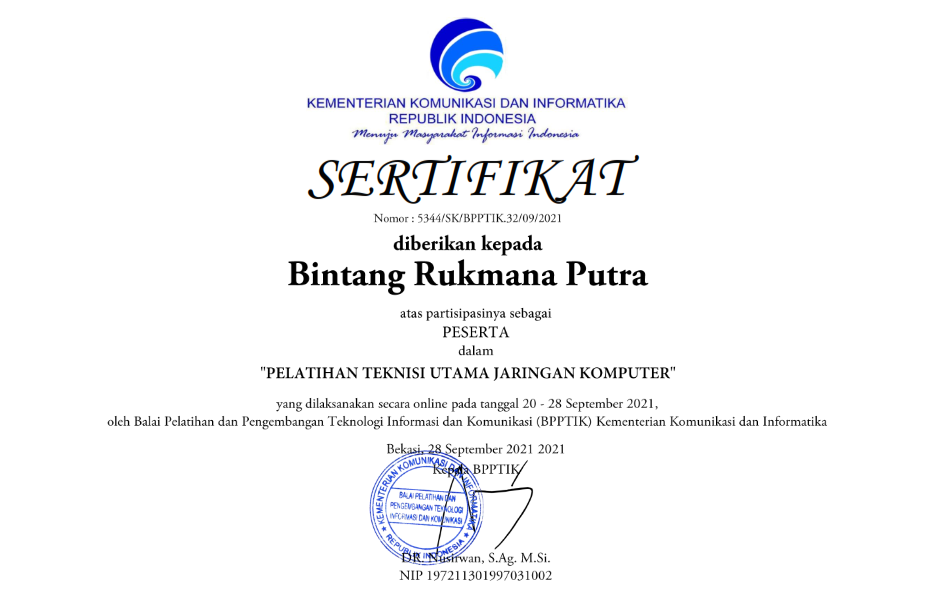 KEMENTERIAN KOMUNIKASI DAN INFORMATIKA
REPUBLIK INDONESIA
Menuju Masyarakat Informasi Indonesia
SERTIFIKAT
Nomor : 5344/SK/BPPTIK.32/09/2021
diberikan kepada
Bintang Rukmana Putra
atas partisipasinya sebagai
PESERTA
dalam
"PELATIHAN TEKNISI UTAMA JARINGAN KOMPUTER"
yang dilaksanakan secara online pada tanggal 20 - 28 September 2021,
oleh Balai Pelatihan dan Pengembangan Teknologi Informasi dan Komunikasi (BPPTIK) Kementerian Komunikasi dan Informatika
Bekasi, 28 September 2021 2021
Kepala BPPTIK
KEMENTERIAN KOMUNIKASI DAN INFORMATIKA
BALAI PELATIHAN DAN
PENGEMBANGAN TEKNOLOGI
INFORMASI DAN KOMUNIKASI
REPUBLIK INDONESIA
DR. Nusirwan, S.Ag. M.Si.
NIP 197211301997031002